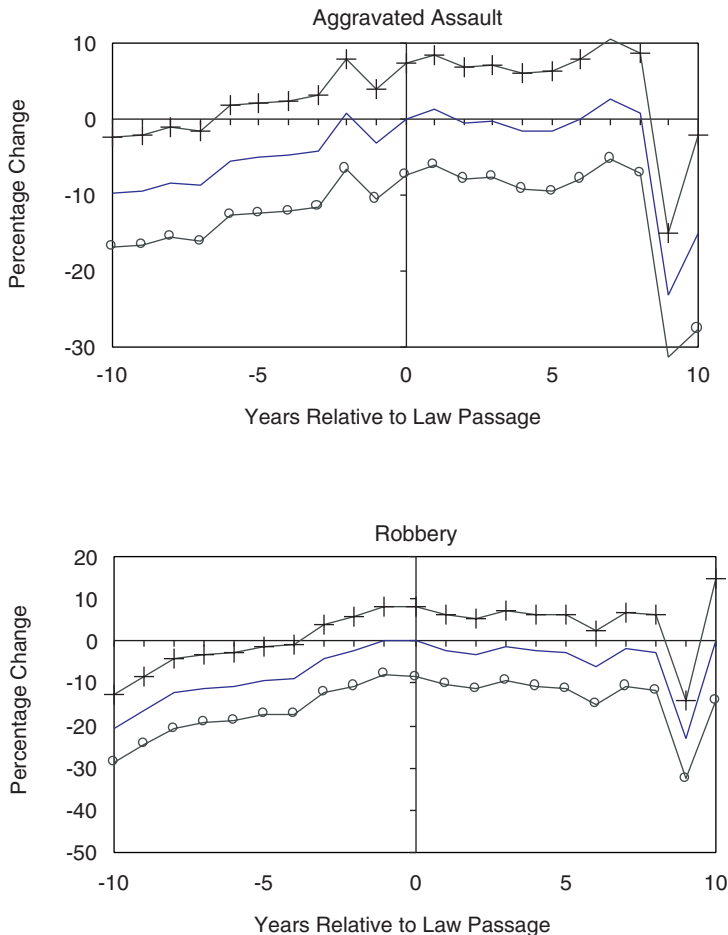 Aggravated Assault
10
0
-10
-20
-30
Percentage Change
-10 -5 0 5 10
Years Relative to Law Passage
Robbery
20
10
0
-10
-20
-30
-40
-50
Percentage Change
-10 -5 0 5 10
Years Relative to Law Passage